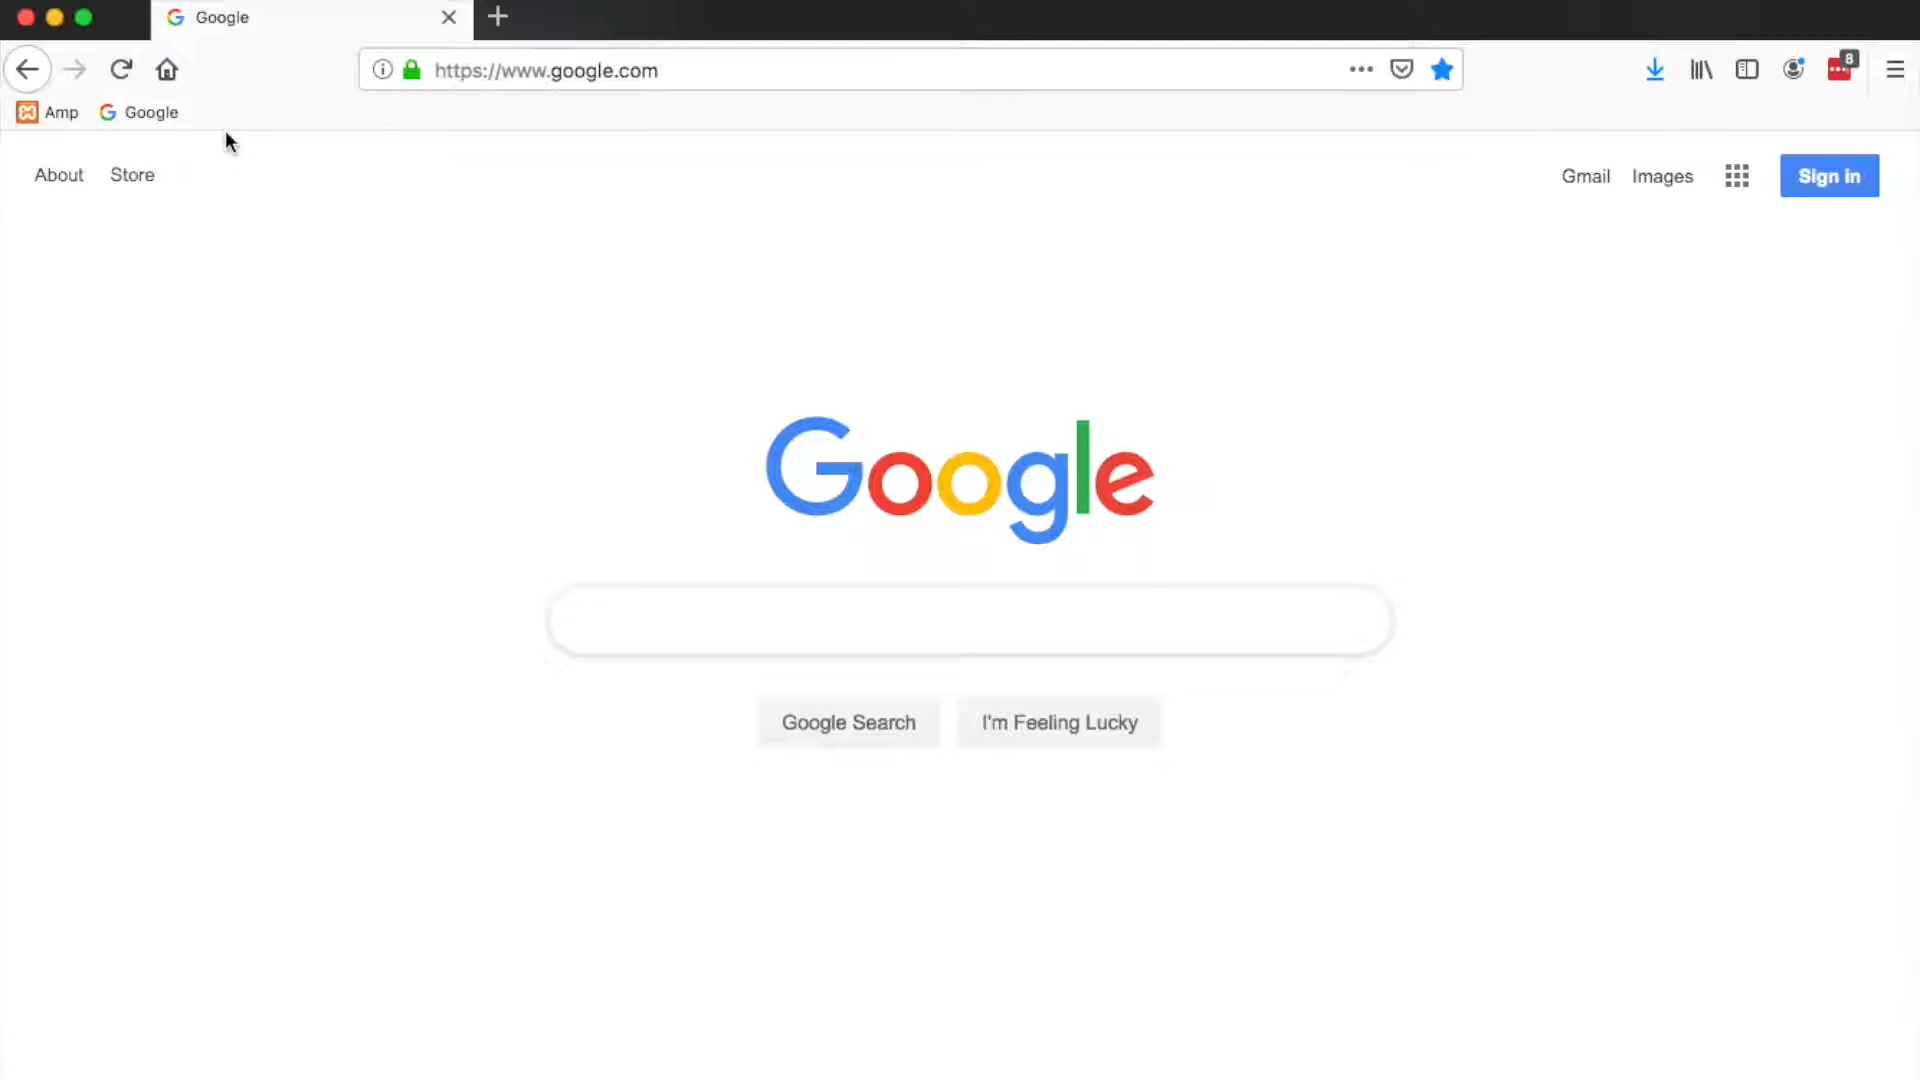 Google
https://www.google.com
8
Amp Google
About Store
Gmail Images Sign in
Google
Google Search I'm Feeling Lucky